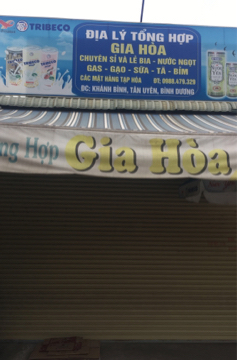 TRIBECO
ĐỊA LÝ TỔNG HỢP
GIA HÒA
CHUYÊN SỈ VÀ LẺ BIA - NƯỚC NGỌT
GAS - GẠO - SỮA - TÃ - BỈM
CÁC MẶT HÀNG TẠP HÓA ĐT: 0988.479.329
ĐC: KHÁNH BÌNH, TÂN UYÊN, BÌNH DƯƠNG
ng Hợp Gia Hòa